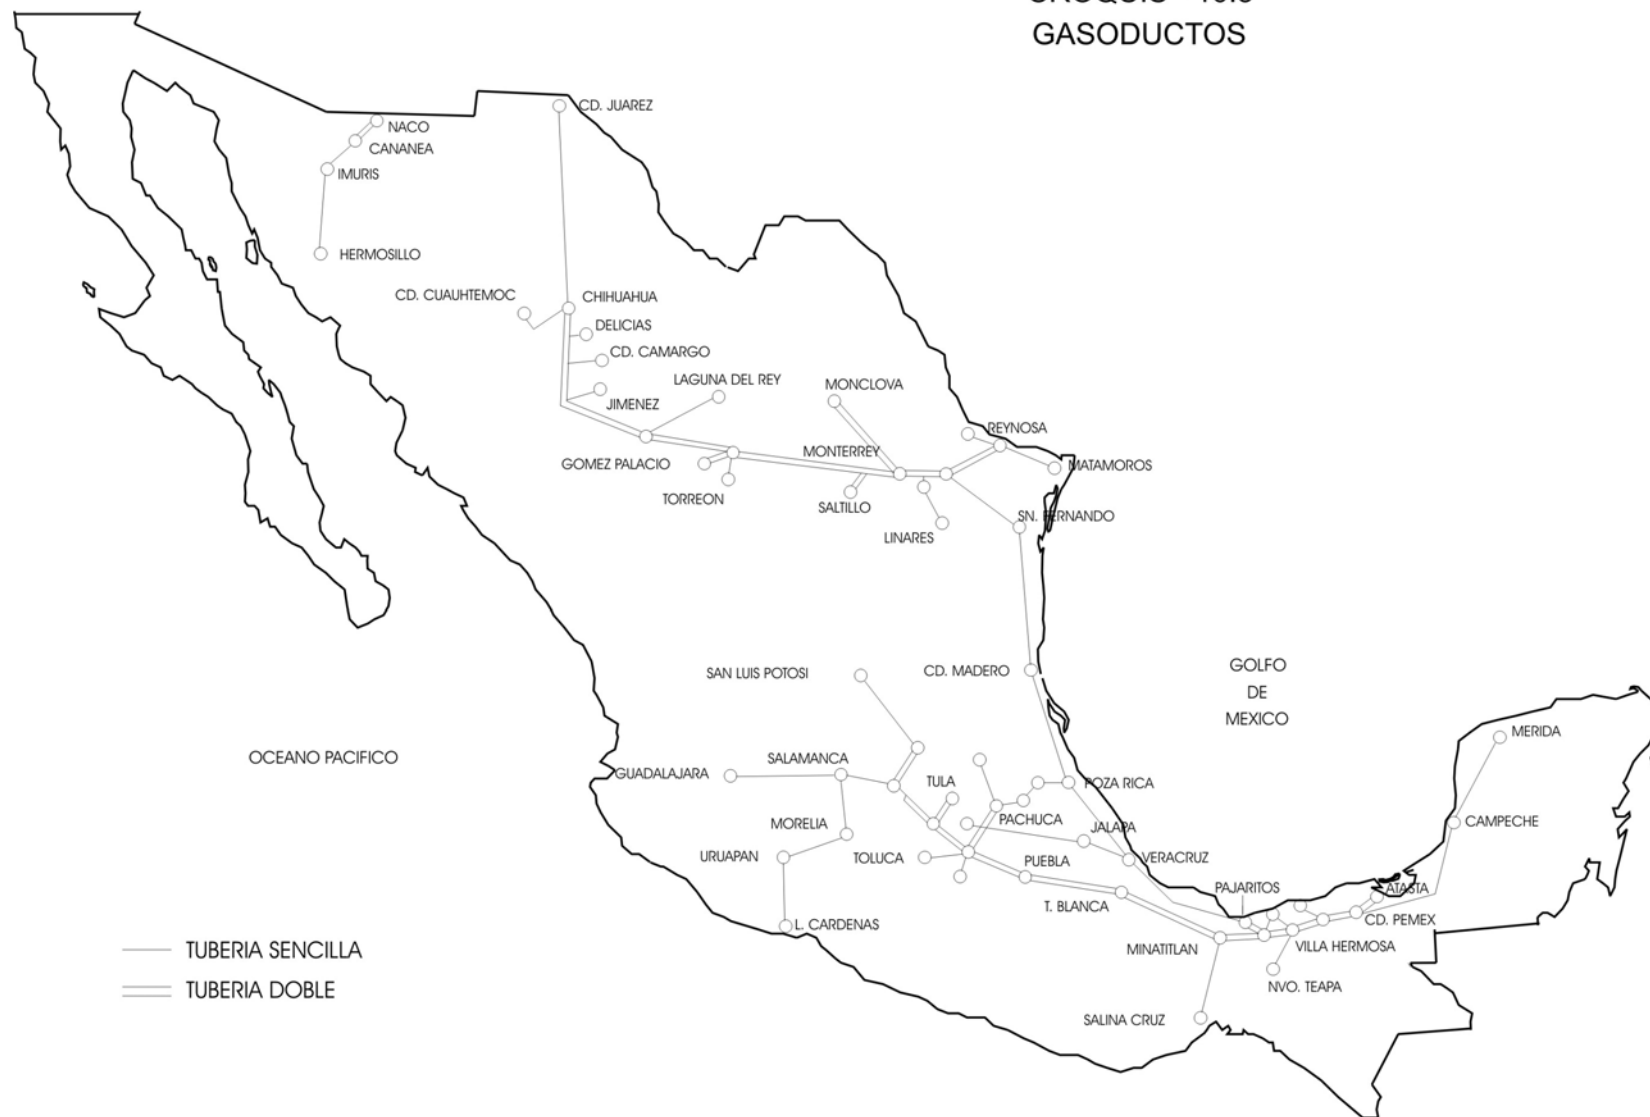 GASODUCTOS
CD. JUAREZ
NACO
CANANEA
IMURIS
HERMOSILLO
CD. CUAUHTEMOC
CHIHUAHUA
DELICIAS
CD. CAMARGO
LAGUNA DEL REY
MONCLOVA
JIMENEZ
REYNOSA
MONTERREY
GOMEZ PALACIO
MATAMOROS
TORREON
SALTILLO
SN. FERNANDO
LINARES
SAN LUIS POTOSI
CD. MADERO
GOLFO
DE
MEXICO
MERIDA
OCEANO PACIFICO
SALAMANCA
GUADALAJARA
TULA
POZA RICA
MORELIA
PACHUCA
JALAPA
CAMPECHE
URUAPAN
TOLUCA
PUEBLA
VERACRUZ
PAJARITOS
ATASTA
T. BLANCA
CD. PEMEX
L. CARDENAS
MINATITLAN
VILLA HERMOSA
TUBERIA SENCILLA
NVO. TEAPA
TUBERIA DOBLE
SALINA CRUZ